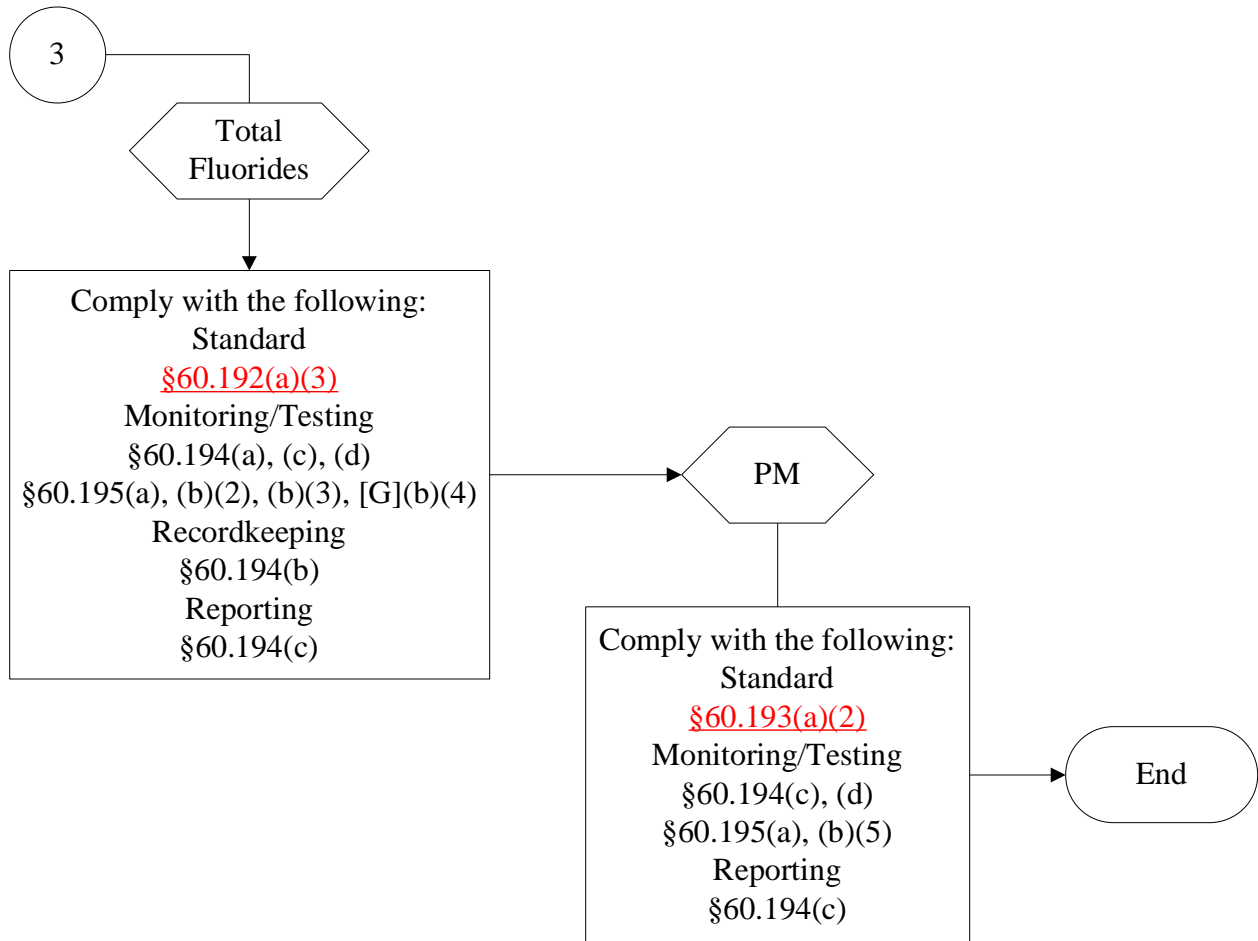 3
Total
Fluorides
Comply with the following:
Standard
§60.192(a)(3)
Monitoring/Testing
§60.194(a), (c), (d)
§60.195(a), (b)(2), (b)(3), [G](b)(4)
Recordkeeping
§60.194(b)
Reporting
§60.194(c)
PM
Comply with the following:
Standard
§60.193(a)(2)
Monitoring/Testing
§60.194(c), (d)
§60.195(a), (b)(5)
Reporting
§60.194(c)
End